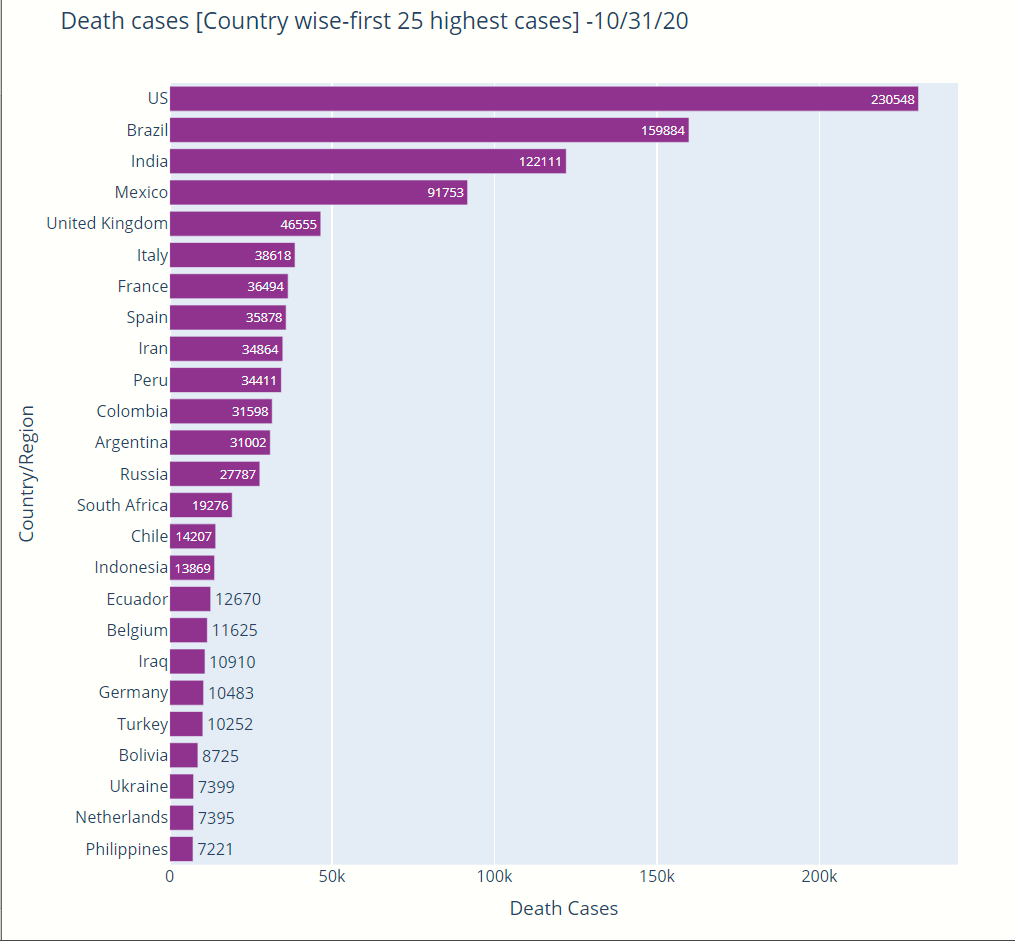 Death cases [Country wise-first 25 highest cases] -10/31/20
US 230548
Brazil 159884
India 122111
Mexico 91753
United Kingdom 46555
Italy 38618
France 36494
Spain 35878
Iran 34864
Peru 34411
Colombia 31598
Argentina 31002
Russia 27787
South Africa 19276
Chile 14207
Indonesia 13869
Ecuador 12670
Belgium 11625
Iraq 10910
Germany 10483
Turkey 10252
Bolivia 8725
Ukraine 7399
Netherlands 7395
Philippines 7221
Country/Region
0 50k 100k 150k 200k
Death Cases